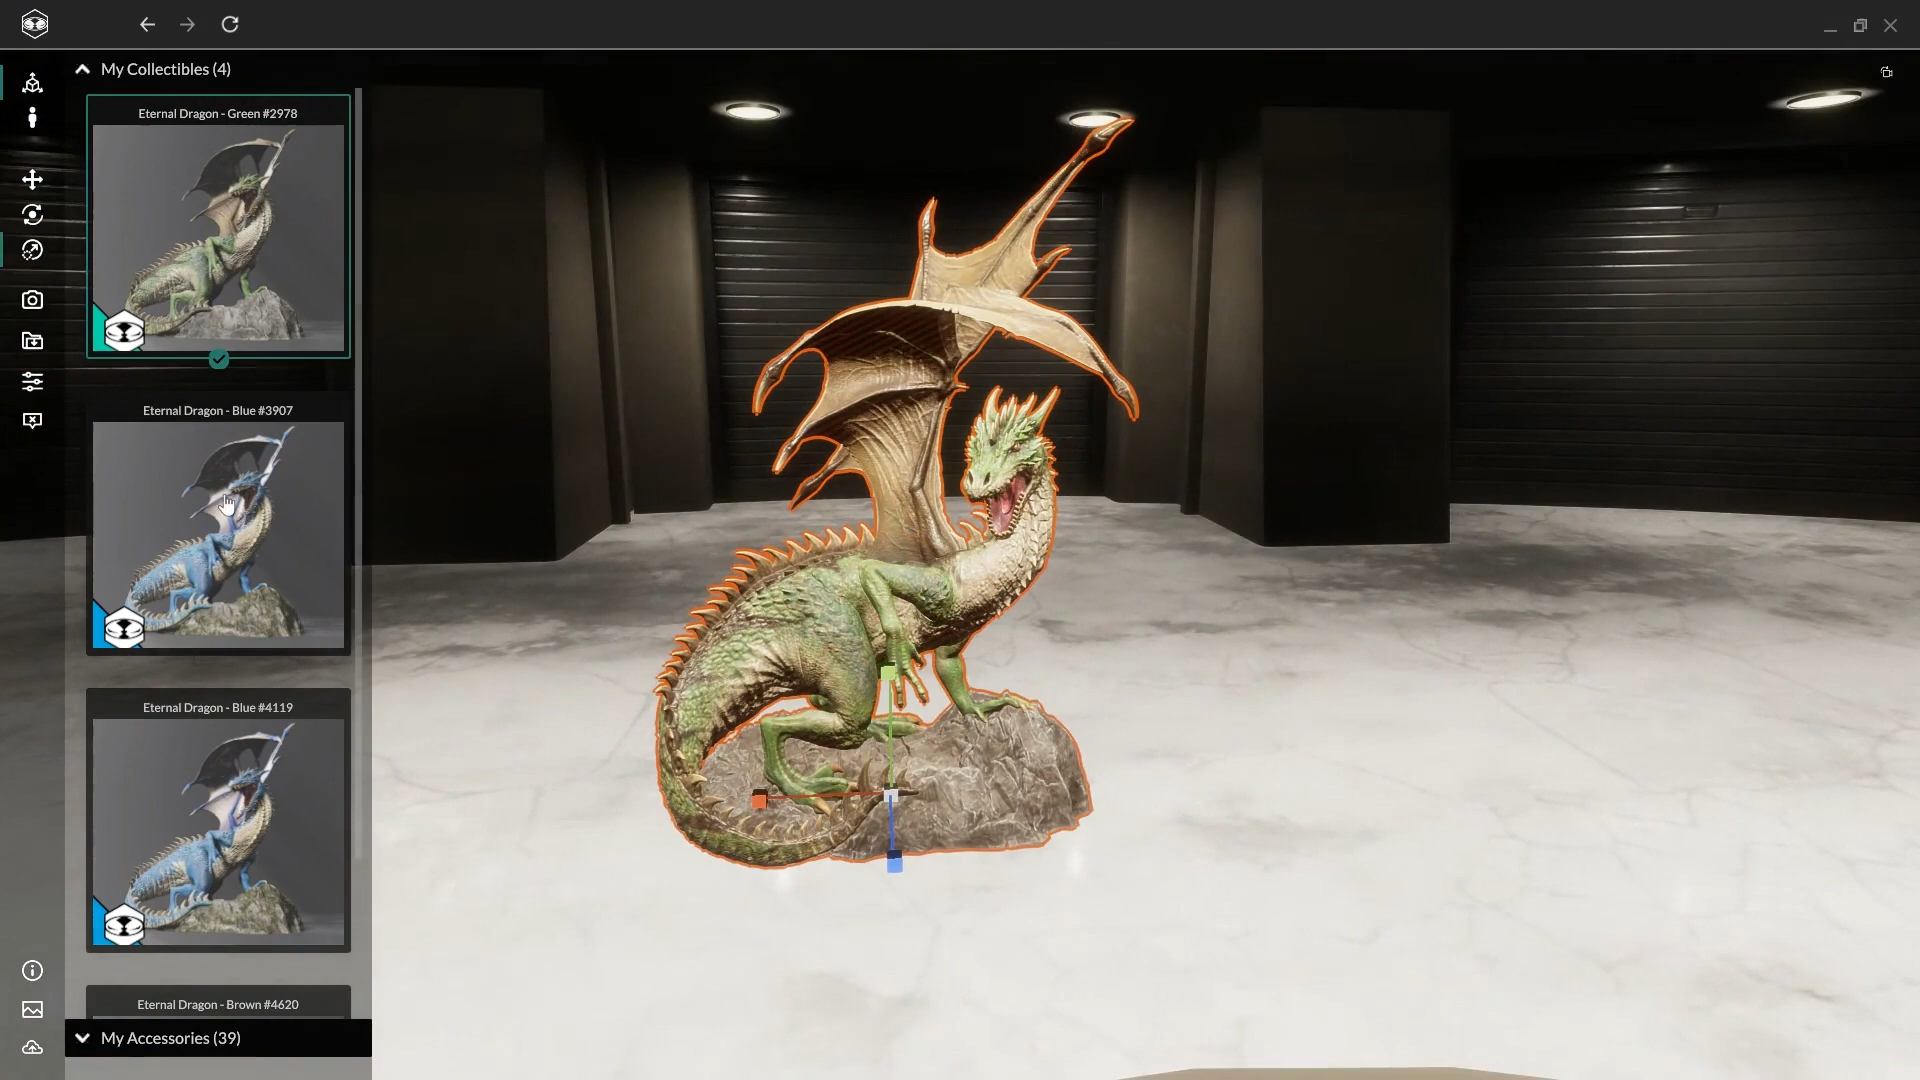 My Collectibles (4)
Eternal Dragon - Green #2978
Eternal Dragon - Blue #3907
Eternal Dragon - Blue #4119
Eternal Dragon - Brown #4620
My Accessories (39)